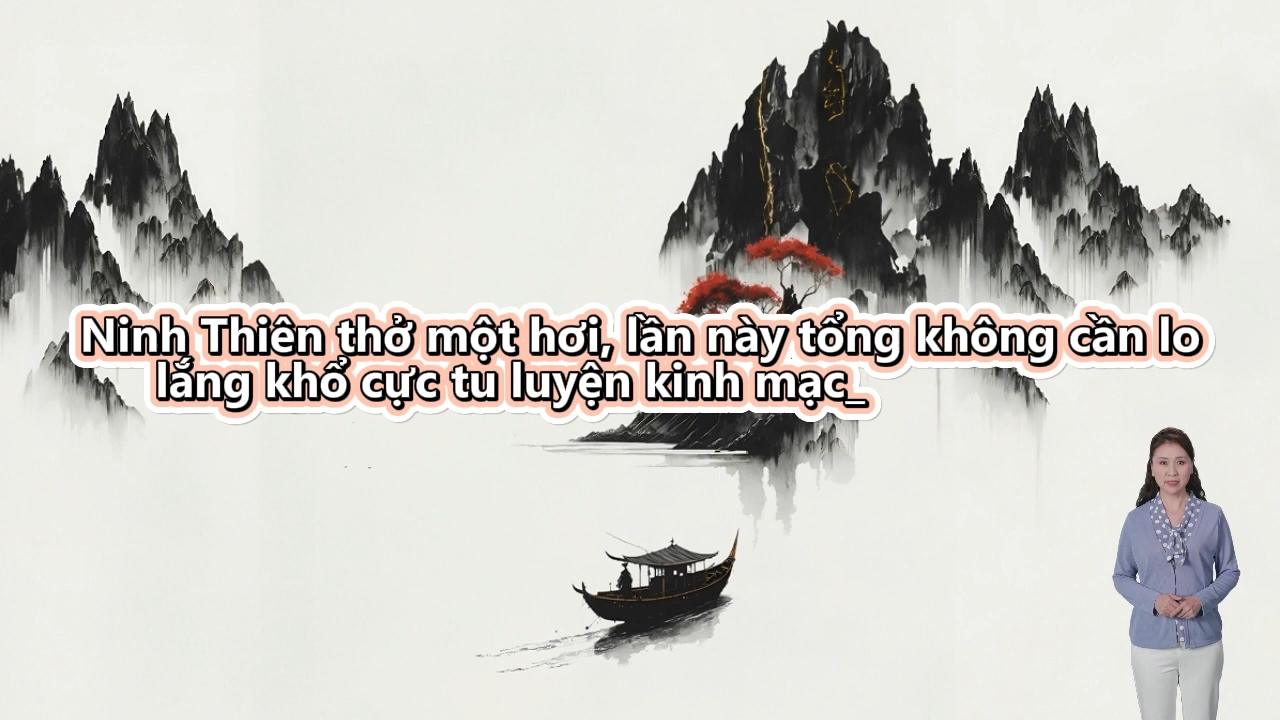 Ninh Thiên thở một hơi, lần này tổng không cần lo
lắng khổ cực tu luyện kinh mạc_